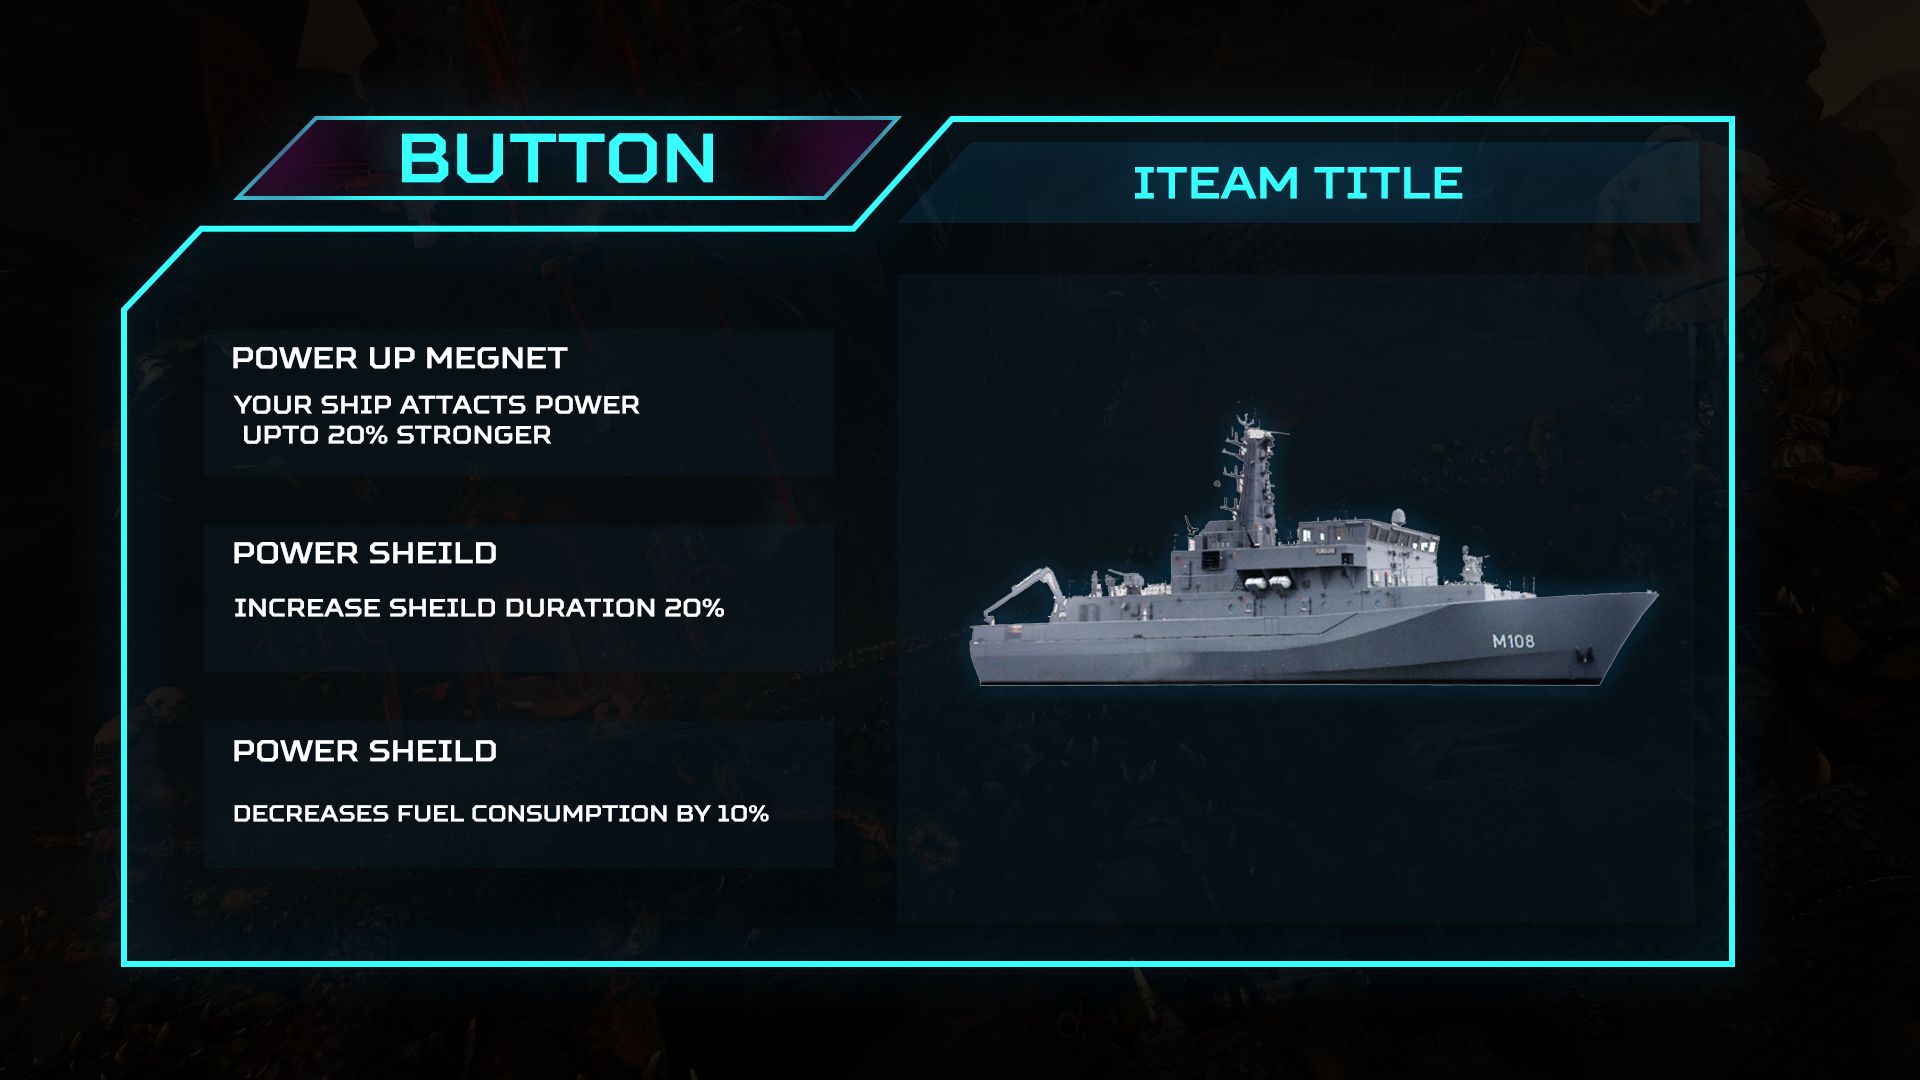 BUTTON
ITEAM TITLE
POWER UP MEGNET
YOUR SHIP ATTACTS POWER
UPTO 20% STRONGER
POWER SHEILD
INCREASE SHEILD DURATION 20%
POWER SHEILD
DECREASES FUEL CONSUMPTION BY 10%
M108